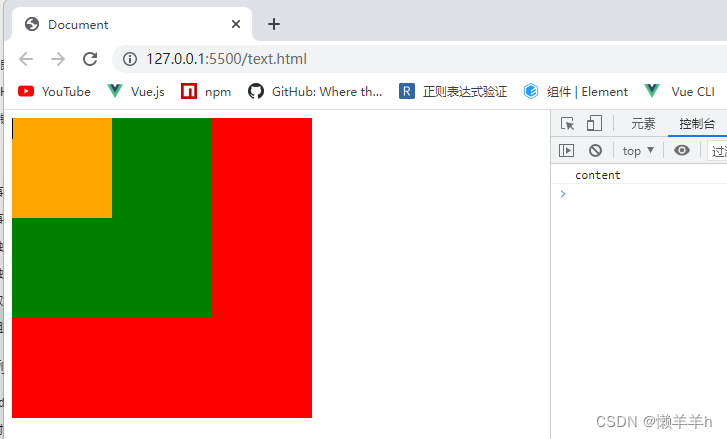 Document
127.0.0.1:5500/text.html
YouTube Vue.js npm GitHub: Where th... R 正则表达式验证 组件 | Element Vue CLI
元素 控制台
top
content
CSDN @懒羊羊h